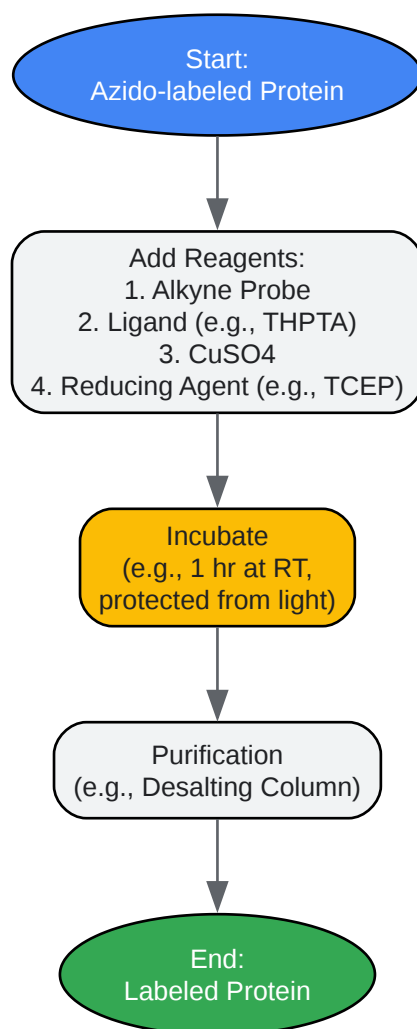 Start:
Azido-labeled Protein
Add Reagents:
1. Alkyne Probe
2. Ligand (e.g., THPTA)
3. CuSO4
4. Reducing Agent (e.g., TCEP)
Incubate
(e.g., 1 hr at RT,
protected from light)
Purification
(e.g., Desalting Column)
End:
Labeled Protein